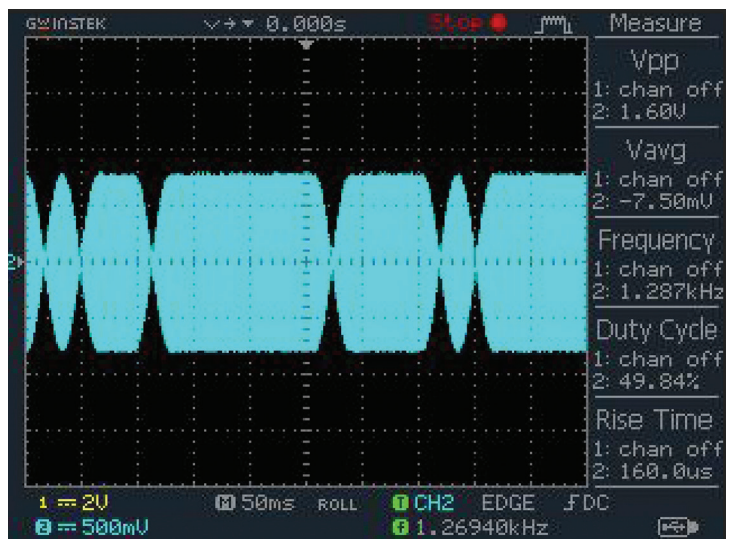 GWINSTEK 0.000s Stop Measure
Vpp
1: chan off
2: 1.60V
Vavg
1: chan off
2: -7.50mV
Frequency
1: chan off
2: 1.287kHz
Duty Cycle
1: chan off
2: 49.84%
Rise Time
1: chan off
2: 160.0us
2
1 2V M 50ms ROLL T CH2 EDGE DC
2 500mV F 1.26940kHz